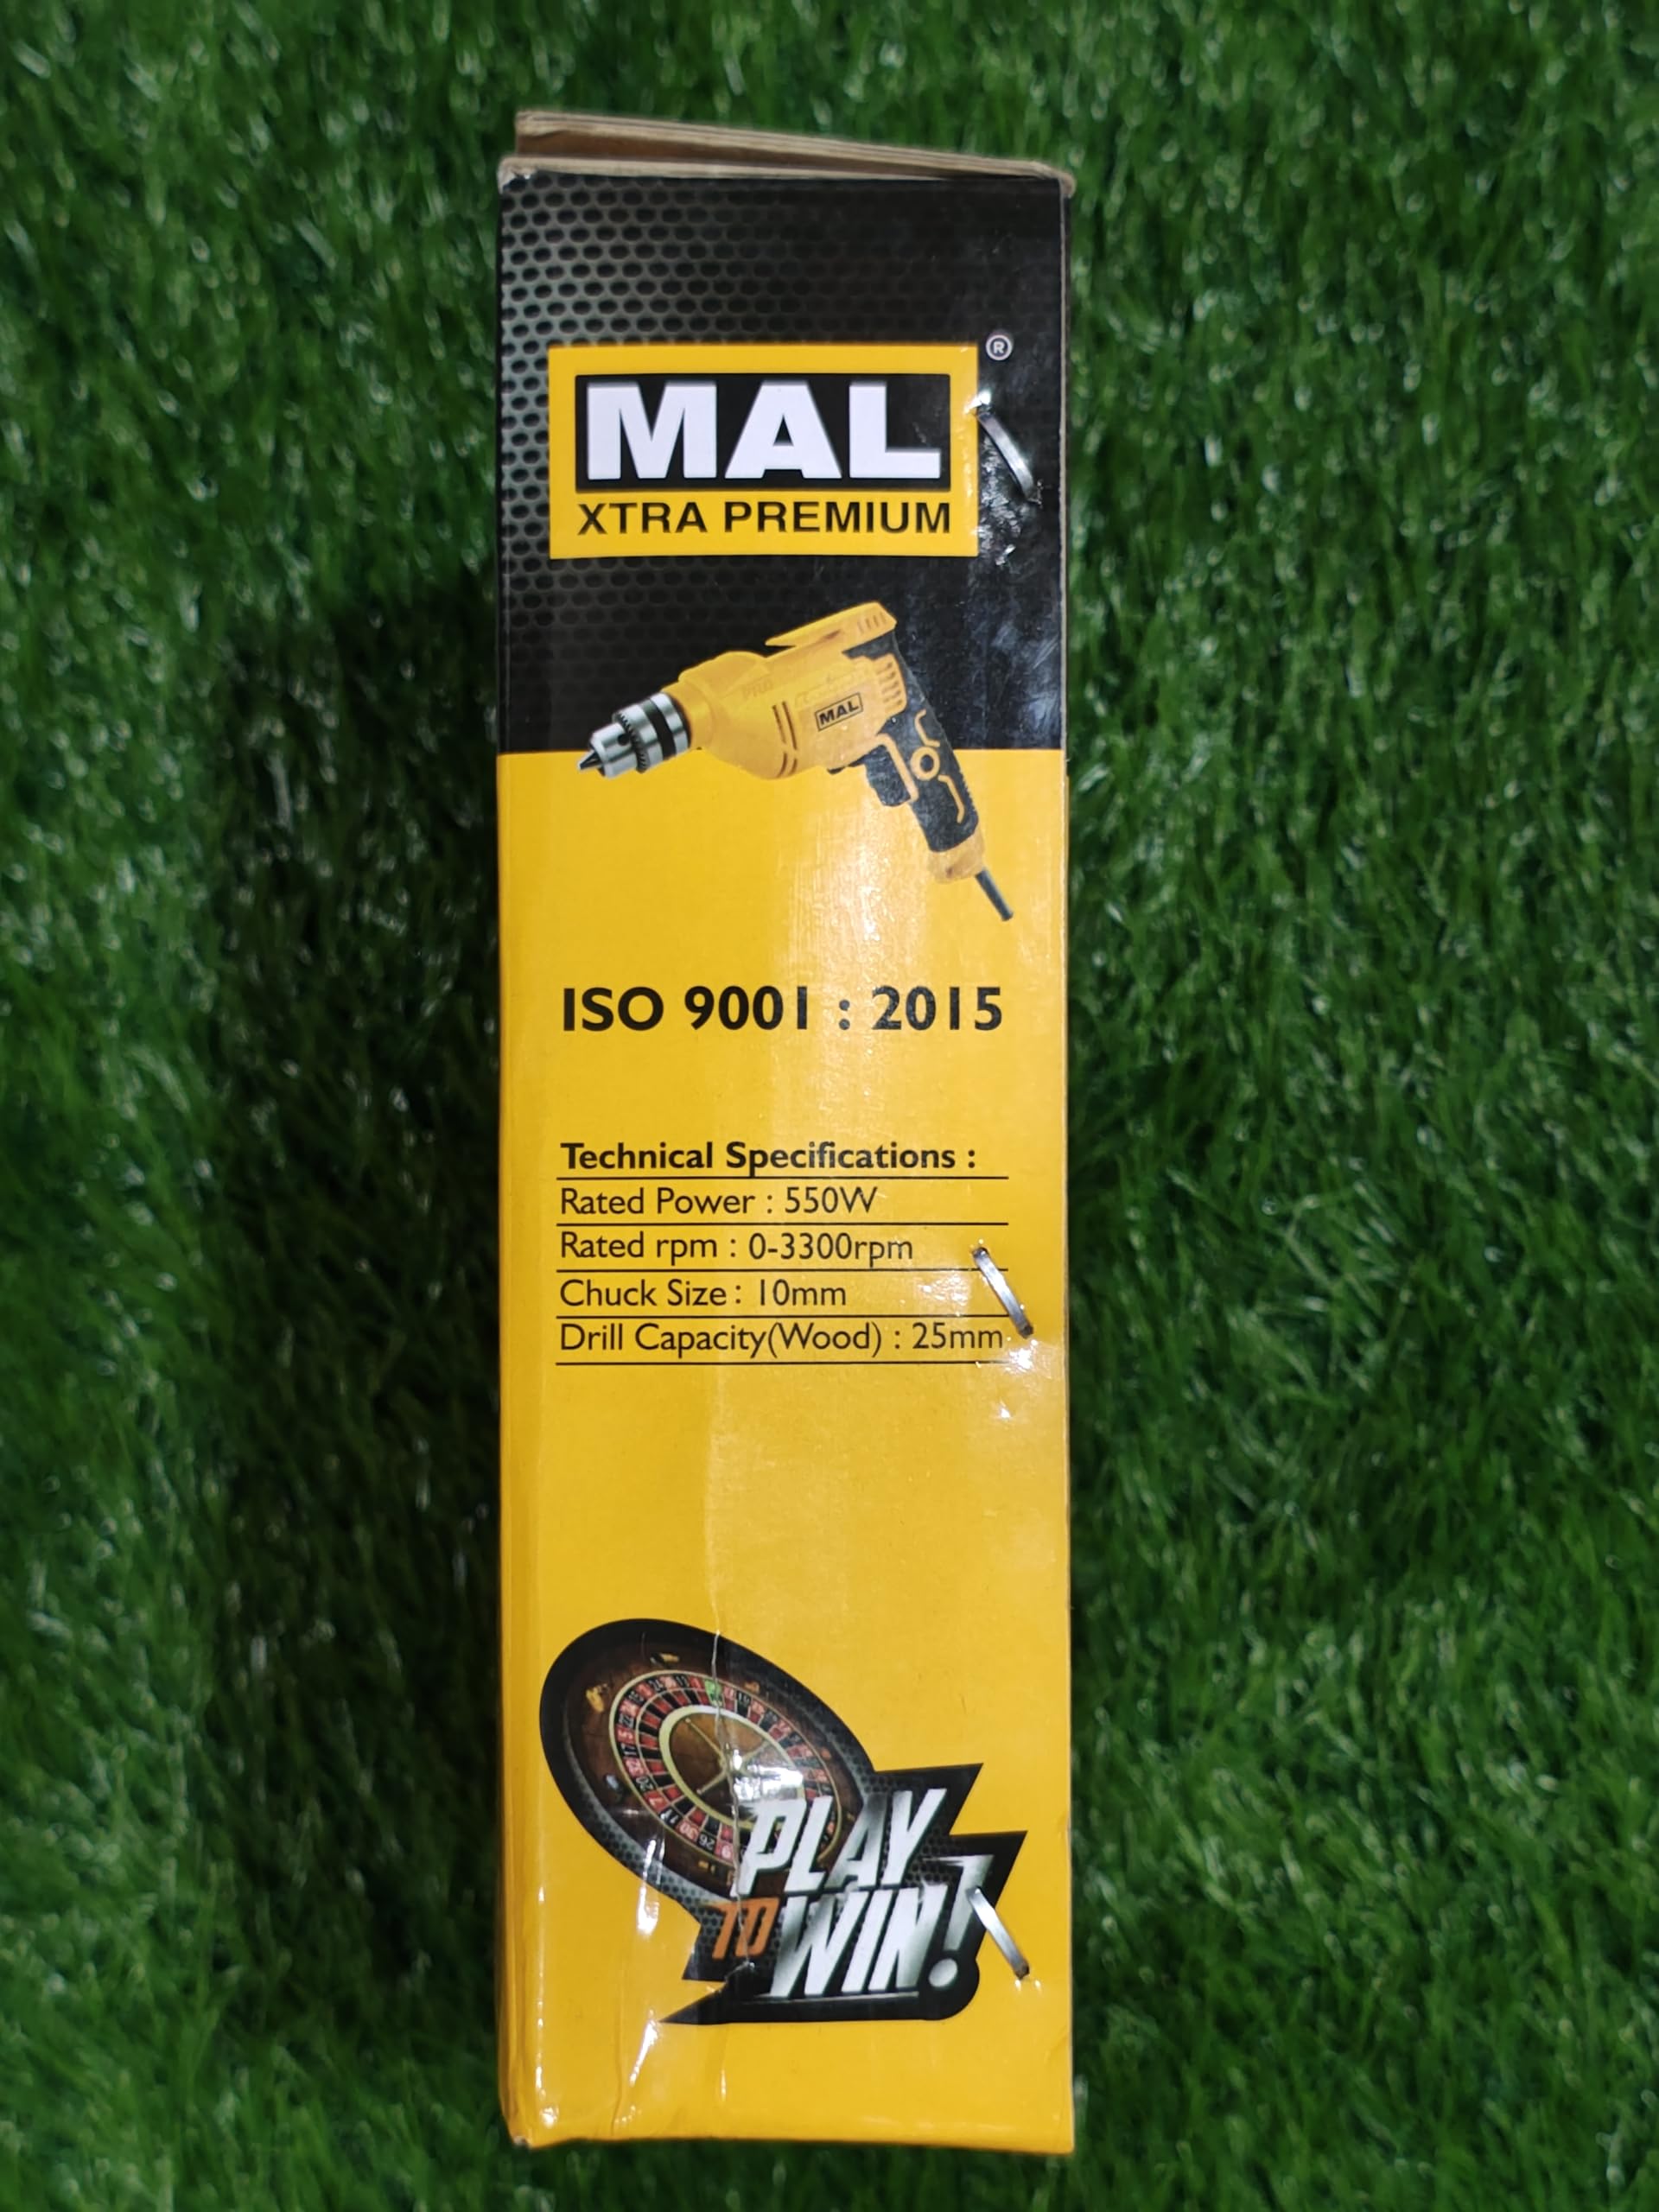 MAL
®
XTRA PREMIUM
MAL
ISO 9001 : 2015
Technical Specifications :
Rated Power : 550W
Rated rpm : 0-3300rpm
Chuck Size : 10mm
Drill Capacity(Wood) : 25mm
PLAY
TO WIN!